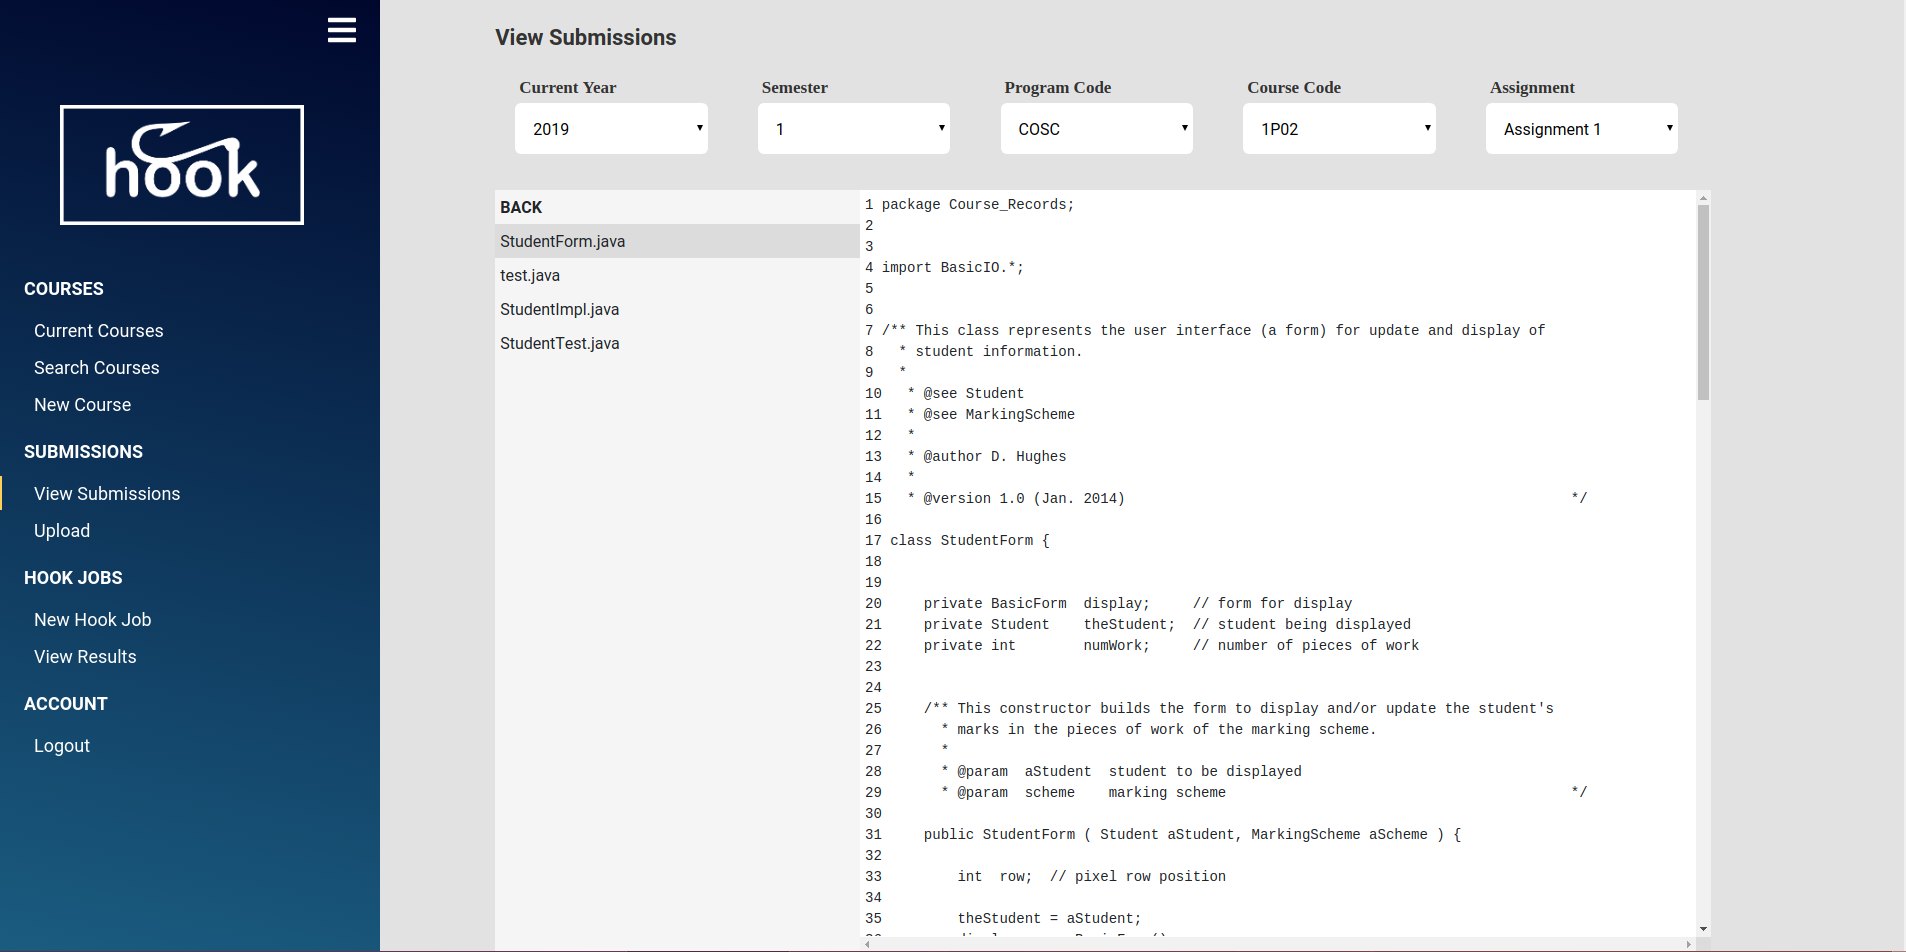 hook
COURSES
Current Courses
Search Courses
New Course
SUBMISSIONS
View Submissions
Upload
HOOK JOBS
New Hook Job
View Results
ACCOUNT
Logout
View Submissions
Current Year Semester Program Code Course Code Assignment
2019 1 COSC 1P02 Assignment 1
BACK
StudentForm.java
test.java
StudentImpl.java
StudentTest.java
1 package Course_Records;
2
3
4 import BasicIO.*;
5
6
7 /** This class represents the user interface (a form) for update and display of
8   * student information.
9   *
10   * @see Student
11   * @see MarkingScheme
12   *
13   * @author D. Hughes
14   *
15   * @version 1.0 (Jan. 2014)                                                     */
16
17 class StudentForm {
18
19
20     private BasicForm  display;     // form for display
21     private Student    theStudent;  // student being displayed
22     private int        numWork;     // number of pieces of work
23
24
25     /** This constructor builds the form to display and/or update the student's
26       * marks in the pieces of work of the marking scheme.
27       *
28       * @param  aStudent  student to be displayed
29       * @param  scheme    marking scheme                                         */
30
31     public StudentForm ( Student aStudent, MarkingScheme aScheme ) {
32
33         int  row;  // pixel row position
34
35         theStudent = aStudent;